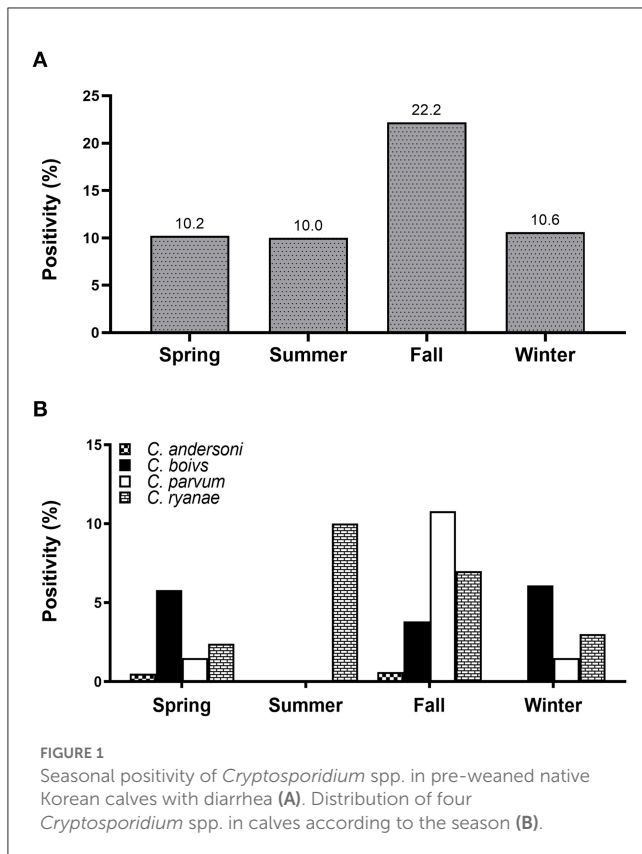 A
Positivity (%)
25
20
15
10
5
0
10.2
10.0
22.2
10.6
Spring Summer Fall Winter
B
Positivity (%)
15
10
5
0
C. andersoni
C. boivs
C. parvum
C. ryanae
Spring Summer Fall Winter
FIGURE 1
Seasonal positivity of Cryptosporidium spp. in pre-weaned native
Korean calves with diarrhea (A). Distribution of four
Cryptosporidium spp. in calves according to the season (B).